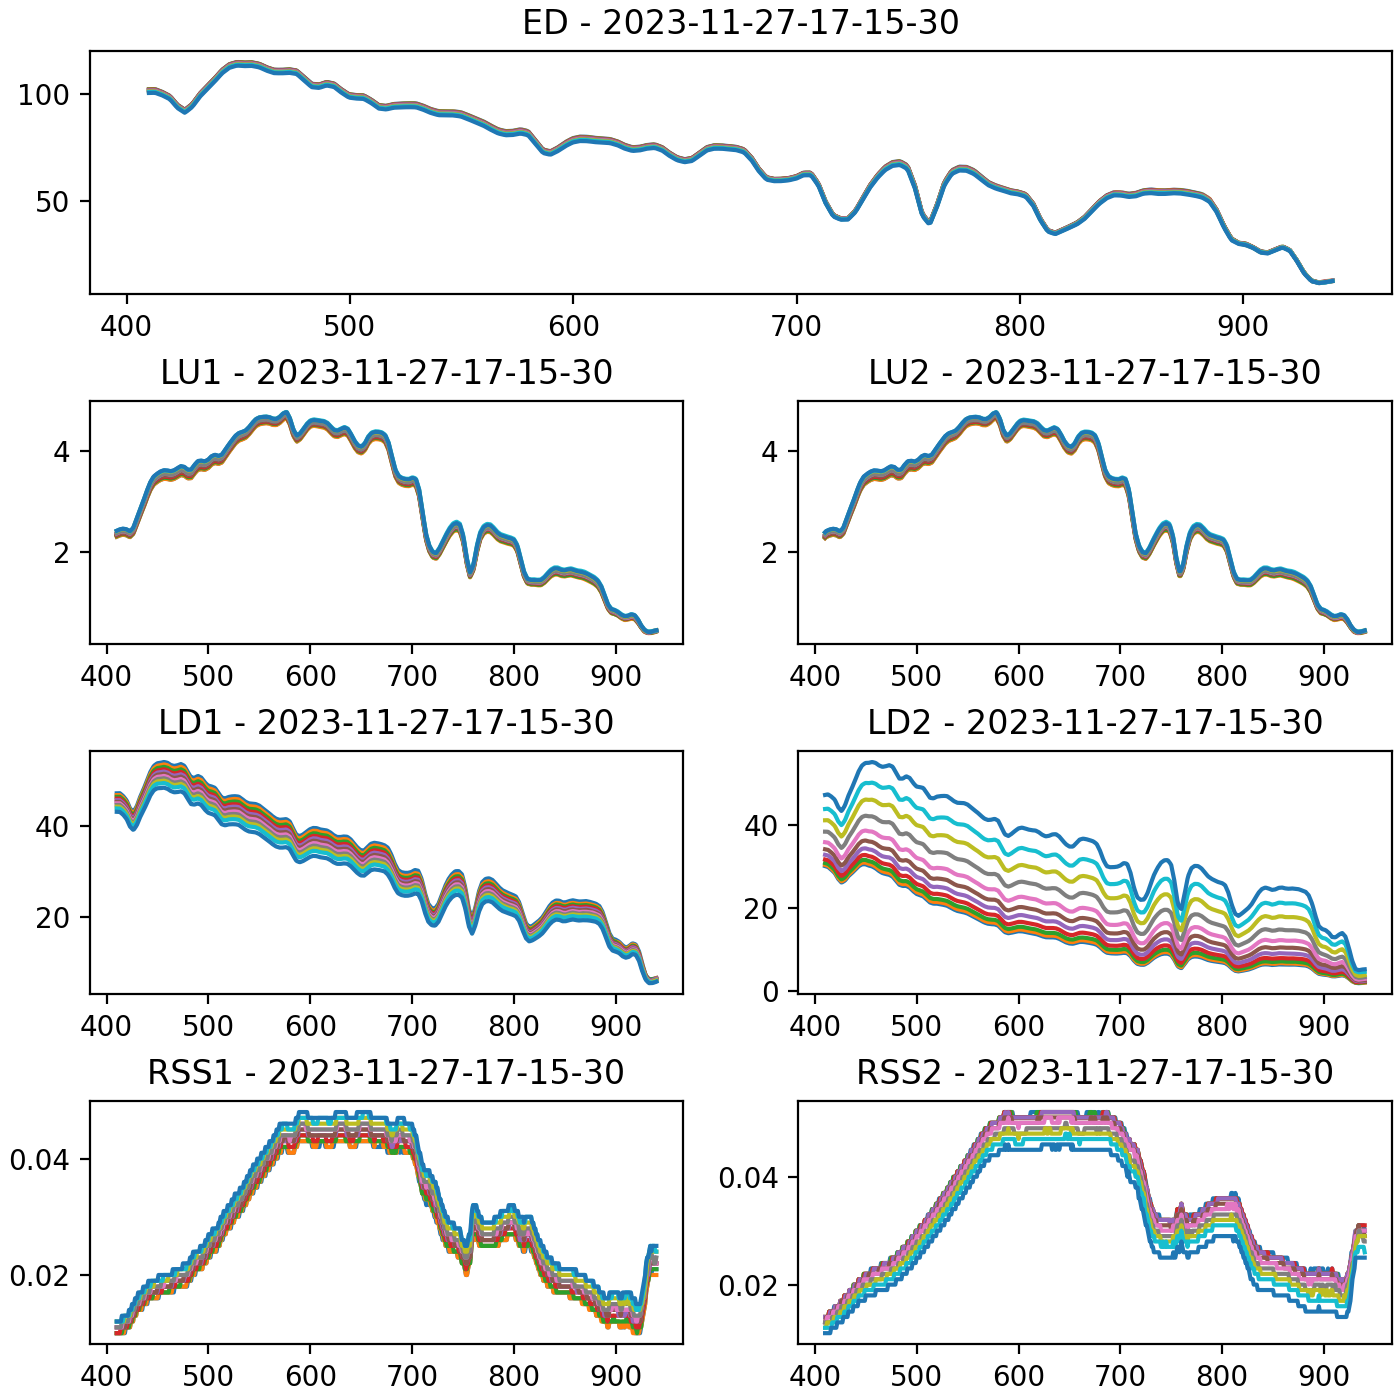 ED - 2023-11-27-17-15-30
100
50
400 500 600 700 800 900
LU1 - 2023-11-27-17-15-30
4
2
400 500 600 700 800 900
LU2 - 2023-11-27-17-15-30
4
2
400 500 600 700 800 900
LD1 - 2023-11-27-17-15-30
40
20
400 500 600 700 800 900
LD2 - 2023-11-27-17-15-30
40
20
0
400 500 600 700 800 900
RSS1 - 2023-11-27-17-15-30
0.04
0.02
400 500 600 700 800 900
RSS2 - 2023-11-27-17-15-30
0.04
0.02
400 500 600 700 800 900